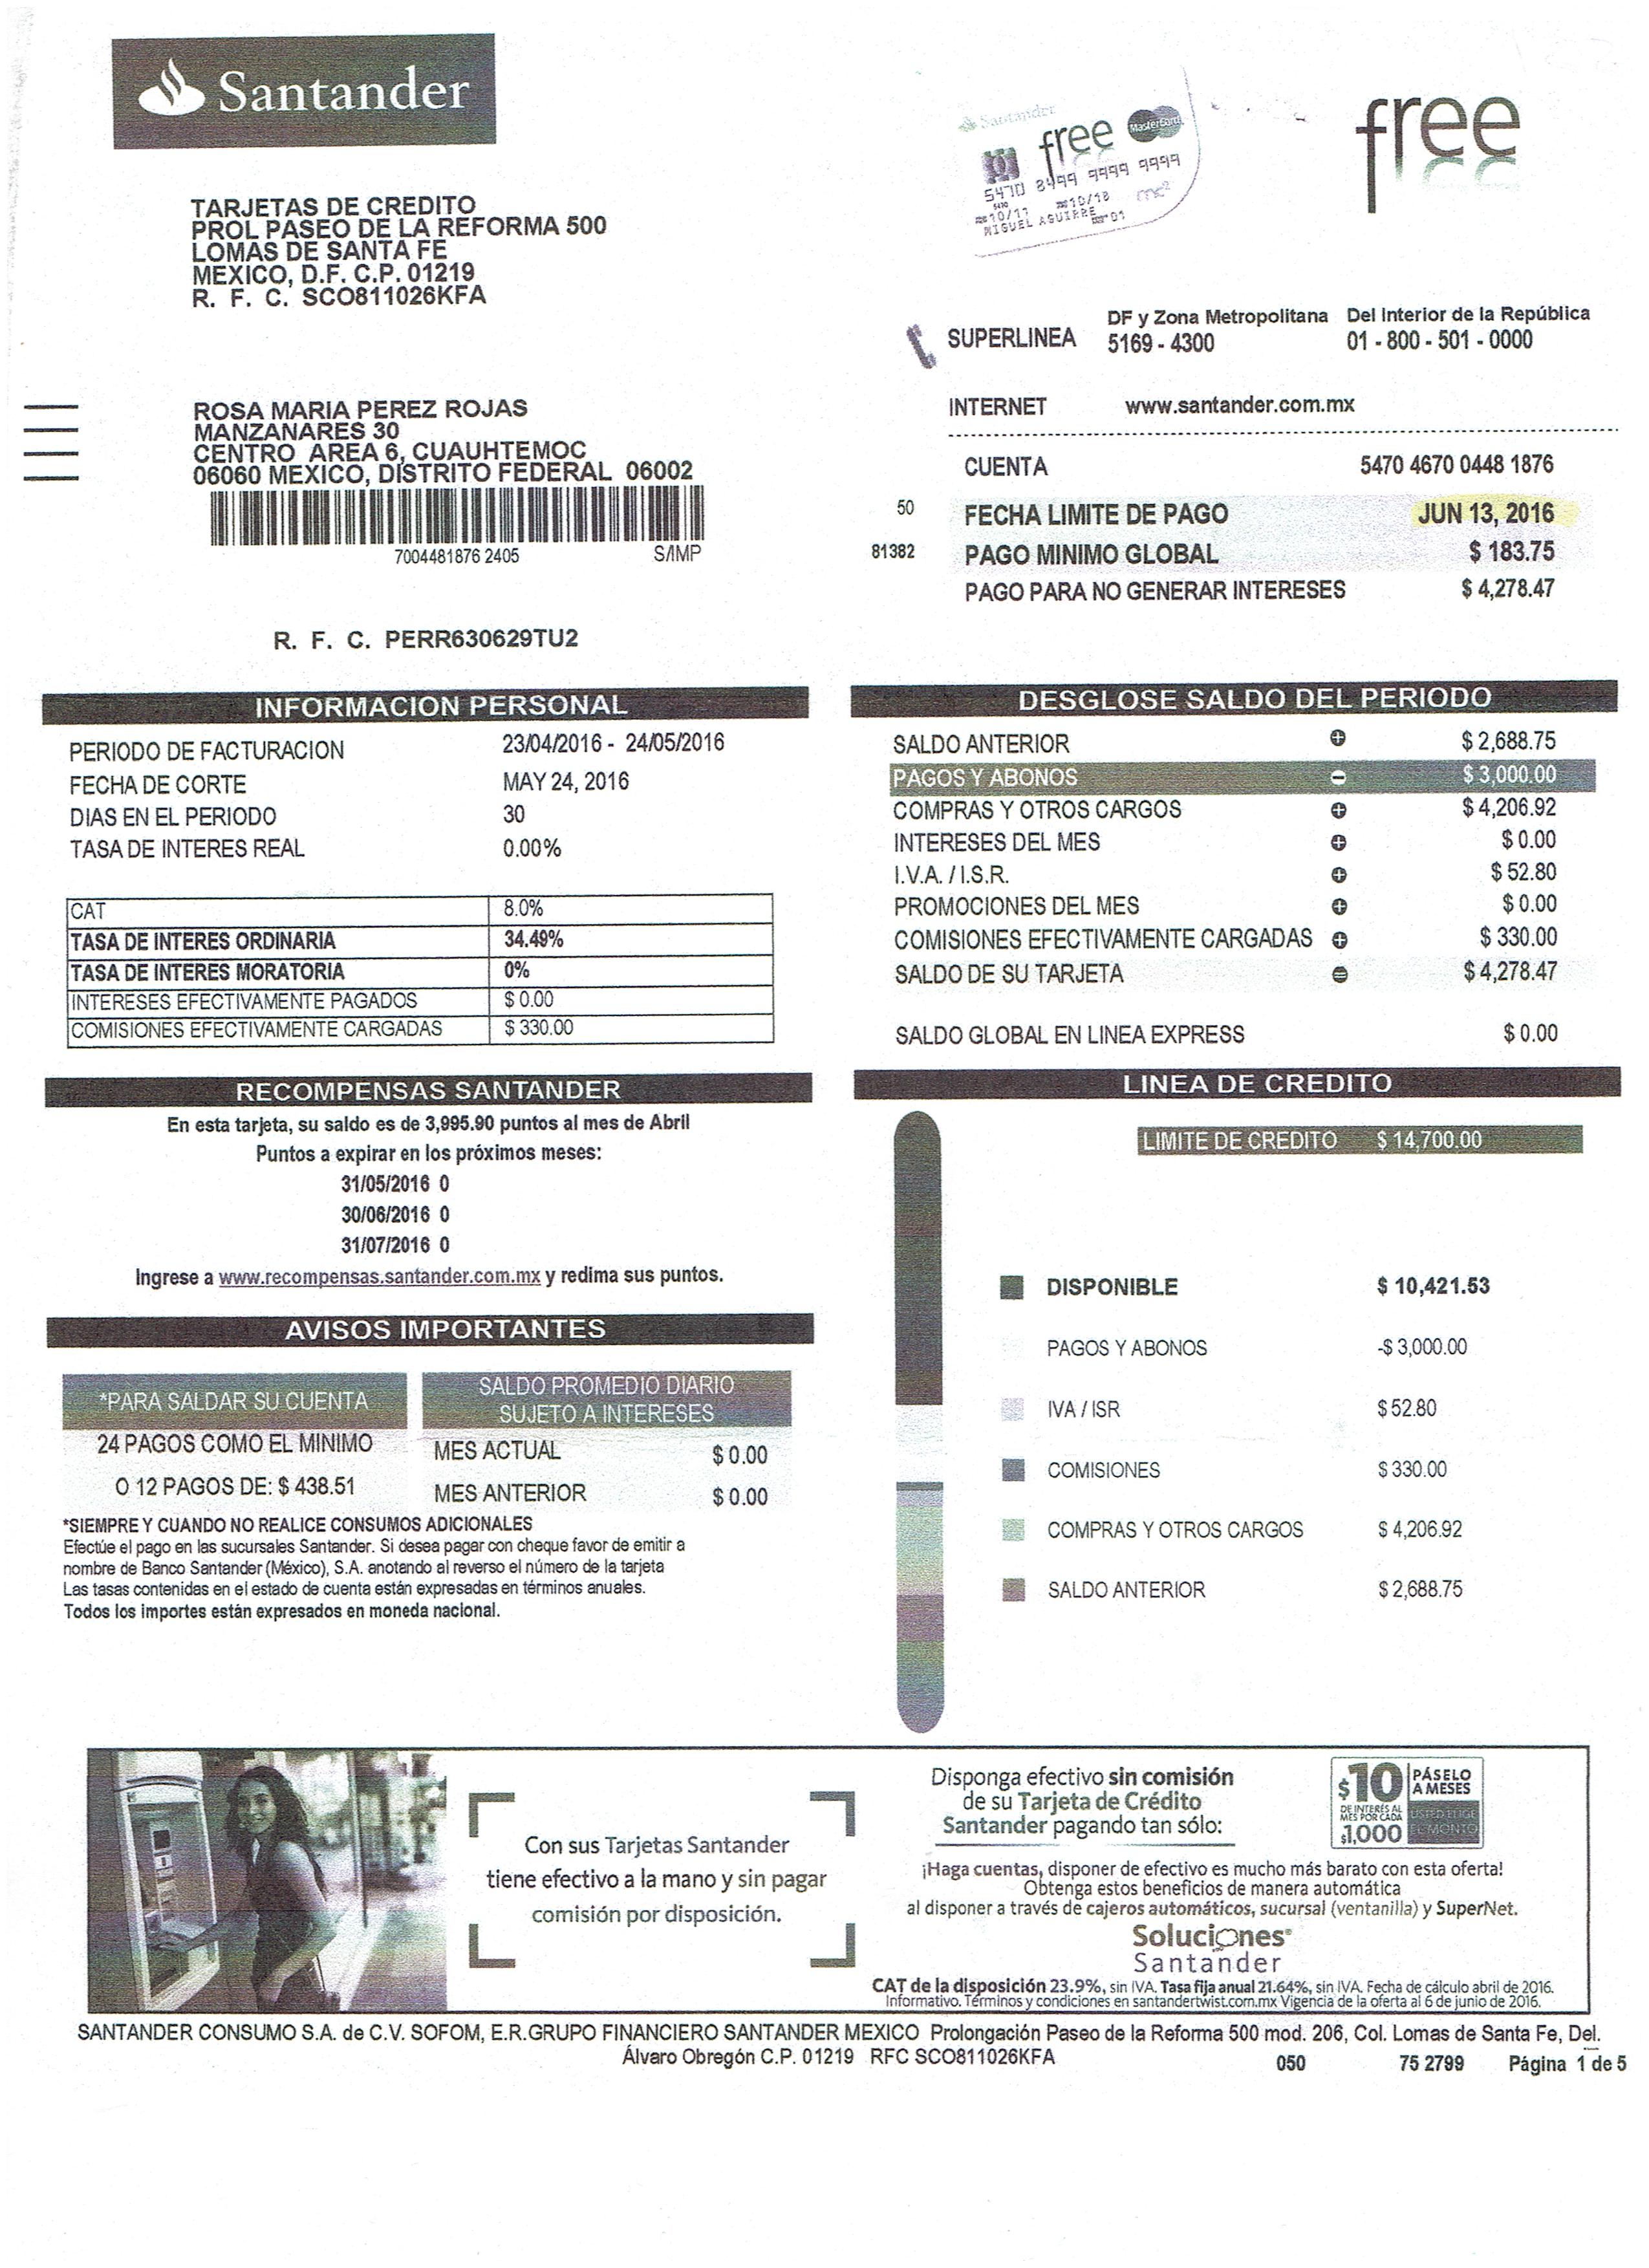 Santander
TARJETAS DE CREDITO
PROL PASEO DE LA REFORMA 500
LOMAS DE SANTA FE
MEXICO, D.F. C.P. 01219
R. F. C. SCO811026KFA
Santander
free
MasterCard
5470 8499 9999 9999
10/11 10/18 mc²
MIGUEL AGUIRRE 01
free
SUPERLINEA
DF y Zona Metropolitana Del Interior de la República
5169 - 4300 01 - 800 - 501 - 0000
INTERNET www.santander.com.mx
ROSA MARIA PEREZ ROJAS
MANZANARES 30
CENTRO AREA 6, CUAUHTEMOC
06060 MEXICO, DISTRITO FEDERAL 06002
7004481876 2405 S/IMP
R. F. C. PERR630629TU2
CUENTA 5470 4670 0448 1876
50 FECHA LIMITE DE PAGO JUN 13, 2016
81382 PAGO MINIMO GLOBAL $ 183.75
PAGO PARA NO GENERAR INTERESES $ 4,278.47
INFORMACION PERSONAL
PERIODO DE FACTURACION 23/04/2016 - 24/05/2016
FECHA DE CORTE MAY 24, 2016
DIAS EN EL PERIODO 30
TASA DE INTERES REAL 0.00%
CAT 8.0%
TASA DE INTERES ORDINARIA 34.49%
TASA DE INTERES MORATORIA 0%
INTERESES EFECTIVAMENTE PAGADOS $ 0.00
COMISIONES EFECTIVAMENTE CARGADAS $ 330.00
DESGLOSE SALDO DEL PERIODO
SALDO ANTERIOR + $ 2,688.75
PAGOS Y ABONOS − $ 3,000.00
COMPRAS Y OTROS CARGOS + $ 4,206.92
INTERESES DEL MES + $ 0.00
I.V.A. / I.S.R. + $ 52.80
PROMOCIONES DEL MES + $ 0.00
COMISIONES EFECTIVAMENTE CARGADAS + $ 330.00
SALDO DE SU TARJETA = $ 4,278.47
SALDO GLOBAL EN LINEA EXPRESS $ 0.00
RECOMPENSAS SANTANDER
En esta tarjeta, su saldo es de 3,995.90 puntos al mes de Abril
Puntos a expirar en los próximos meses:
31/05/2016 0
30/06/2016 0
31/07/2016 0
Ingrese a www.recompensas.santander.com.mx y redima sus puntos.
AVISOS IMPORTANTES
*PARA SALDAR SU CUENTA
24 PAGOS COMO EL MINIMO
O 12 PAGOS DE: $ 438.51
SALDO PROMEDIO DIARIO
SUJETO A INTERESES
MES ACTUAL $ 0.00
MES ANTERIOR $ 0.00
*SIEMPRE Y CUANDO NO REALICE CONSUMOS ADICIONALES
Efectúe el pago en las sucursales Santander. Si desea pagar con cheque favor de emitir a
nombre de Banco Santander (México), S.A. anotando al reverso el número de la tarjeta
Las tasas contenidas en el estado de cuenta están expresadas en términos anuales.
Todos los importes están expresados en moneda nacional.
LINEA DE CREDITO
LIMITE DE CREDITO $ 14,700.00
DISPONIBLE $ 10,421.53
PAGOS Y ABONOS -$ 3,000.00
IVA / ISR $ 52.80
COMISIONES $ 330.00
COMPRAS Y OTROS CARGOS $ 4,206.92
SALDO ANTERIOR $ 2,688.75
Con sus Tarjetas Santander
tiene efectivo a la mano y sin pagar
comisión por disposición.
Disponga efectivo sin comisión
de su Tarjeta de Crédito
Santander pagando tan sólo:
$10
DE INTERÉS AL
MES POR CADA
$1,000
PÁSELO
A MESES
USTED ELIGE
EL MONTO
¡Haga cuentas, disponer de efectivo es mucho más barato con esta oferta!
Obtenga estos beneficios de manera automática
al disponer a través de cajeros automáticos, sucursal (ventanilla) y SuperNet.
Soluciones
Santander
CAT de la disposición 23.9%, sin IVA. Tasa fija anual 21.64%, sin IVA. Fecha de cálculo abril de 2016.
Informativo. Términos y condiciones en santandertwist.com.mx Vigencia de la oferta al 6 de junio de 2016.
SANTANDER CONSUMO S.A. de C.V. SOFOM, E.R.GRUPO FINANCIERO SANTANDER MEXICO Prolongación Paseo de la Reforma 500 mod. 206, Col. Lomas de Santa Fe, Del.
Álvaro Obregón C.P. 01219 RFC SCO811026KFA
050 75 2799 Página 1 de 5